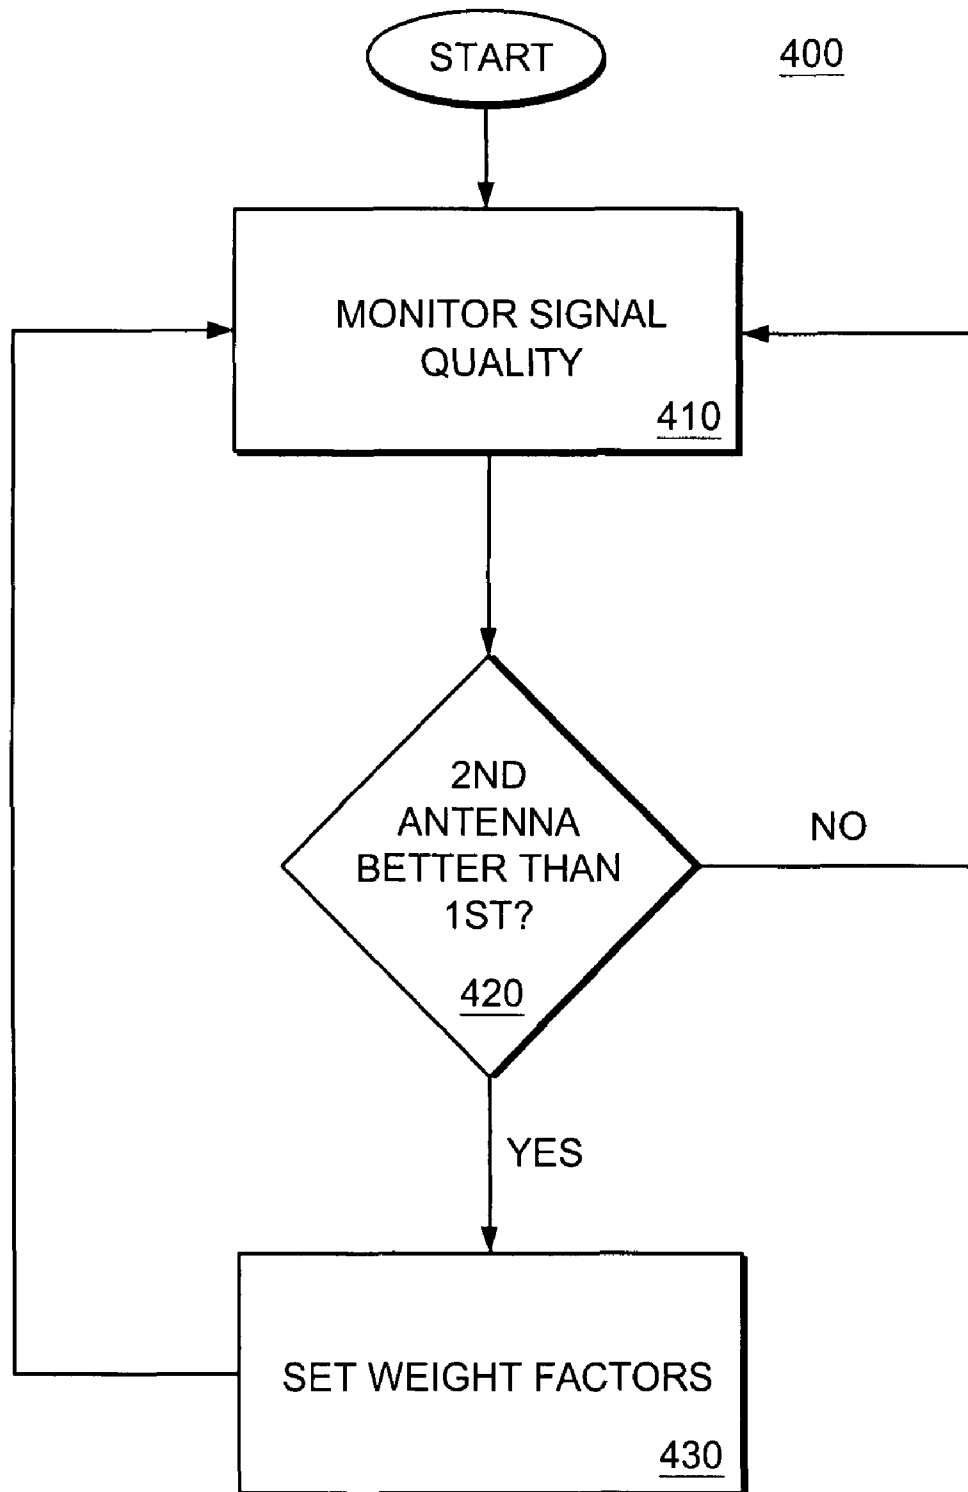 START
400
MONITOR SIGNAL
QUALITY
410
2ND
ANTENNA
BETTER THAN
1ST?
420
NO
YES
SET WEIGHT FACTORS
430